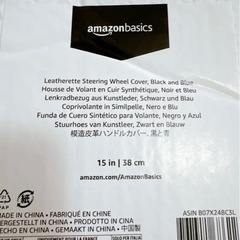 amazonbasics
Leatherette Steering Wheel Cover, Black and Blue
Housse de Volant en Cuir Synthétique, Noir et Bleu
Lenkradbezug aus Kunstleder, Schwarz und Blau
Coprivolante in Similpelle, Nero e Blu
Funda de Cuero Sintético para Volante, Negro y Azul
Stuurhoes van Kunstleer, Zwart en Blauw
模造皮革ハンドルカバー、黒と青
15 in | 38 cm
amazon.com/AmazonBasics
PAP
紙
ASIN B07X248C3L
MADE IN CHINA • FABRIQUÉ EN CHINE
HERGESTELLT IN CHINA • PRODOTTO IN CINA
HECHO EN CHINA • GEMAAKT IN CHINA • 中国製